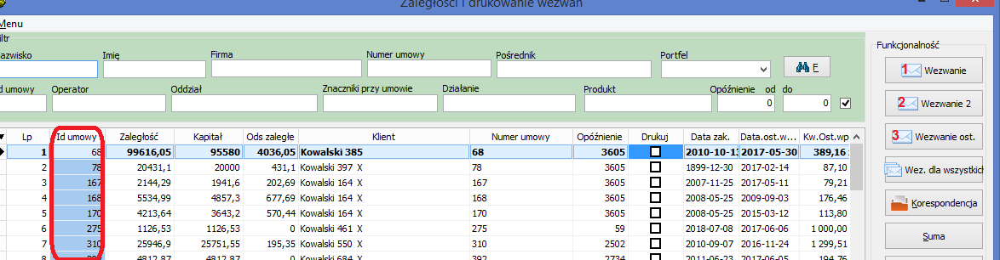 Zaległości i drukowanie wezwań
Menu
Filtr
Nazwisko Imię Firma Numer umowy Pośrednik Portfel
F
Id umowy Operator Oddział Znaczniki przy umowie Działanie Produkt Opóźnienie od do
0 0
Lp Id umowy Zaległość Kapitał Ods zaległe Klient Numer umowy Opóźnienie Drukuj Data zak. Data.ost.w... Kw.Ost.wp
1 68 99616,05 95580 4036,05 Kowalski 385 68 3605 2010-10-13 2017-05-30 389,16
2 78 20431,1 20000 431,1 Kowalski 397 X 78 3605 1899-12-30 2017-02-14 87,10
3 167 2144,29 1941,6 202,69 Kowalski 164 X 167 3605 2007-11-25 2017-05-11 79,21
4 168 5534,99 4857,3 677,69 Kowalski 164 X 168 3605 2008-05-25 2009-09-03 176,46
5 170 4213,64 3643,2 570,44 Kowalski 164 X 170 3605 2008-05-25 2015-03-12 113,80
6 275 1126,53 1126,53 0 Kowalski 461 X 275 59 2018-07-08 2017-06-06 1 000,00
7 310 25946,9 25751,55 195,35 Kowalski 550 X 310 2502 2010-09-07 2016-11-24 1 299,51
8 4812,87 4812,87 0 Kowalski 684 X 392 2734 2011-06-23 2017-06-05 194,76
Funkcjonalność
1 Wezwanie
2 Wezwanie 2
3 Wezwanie ost.
Wez. dla wszystkich
Korespondencja
Suma